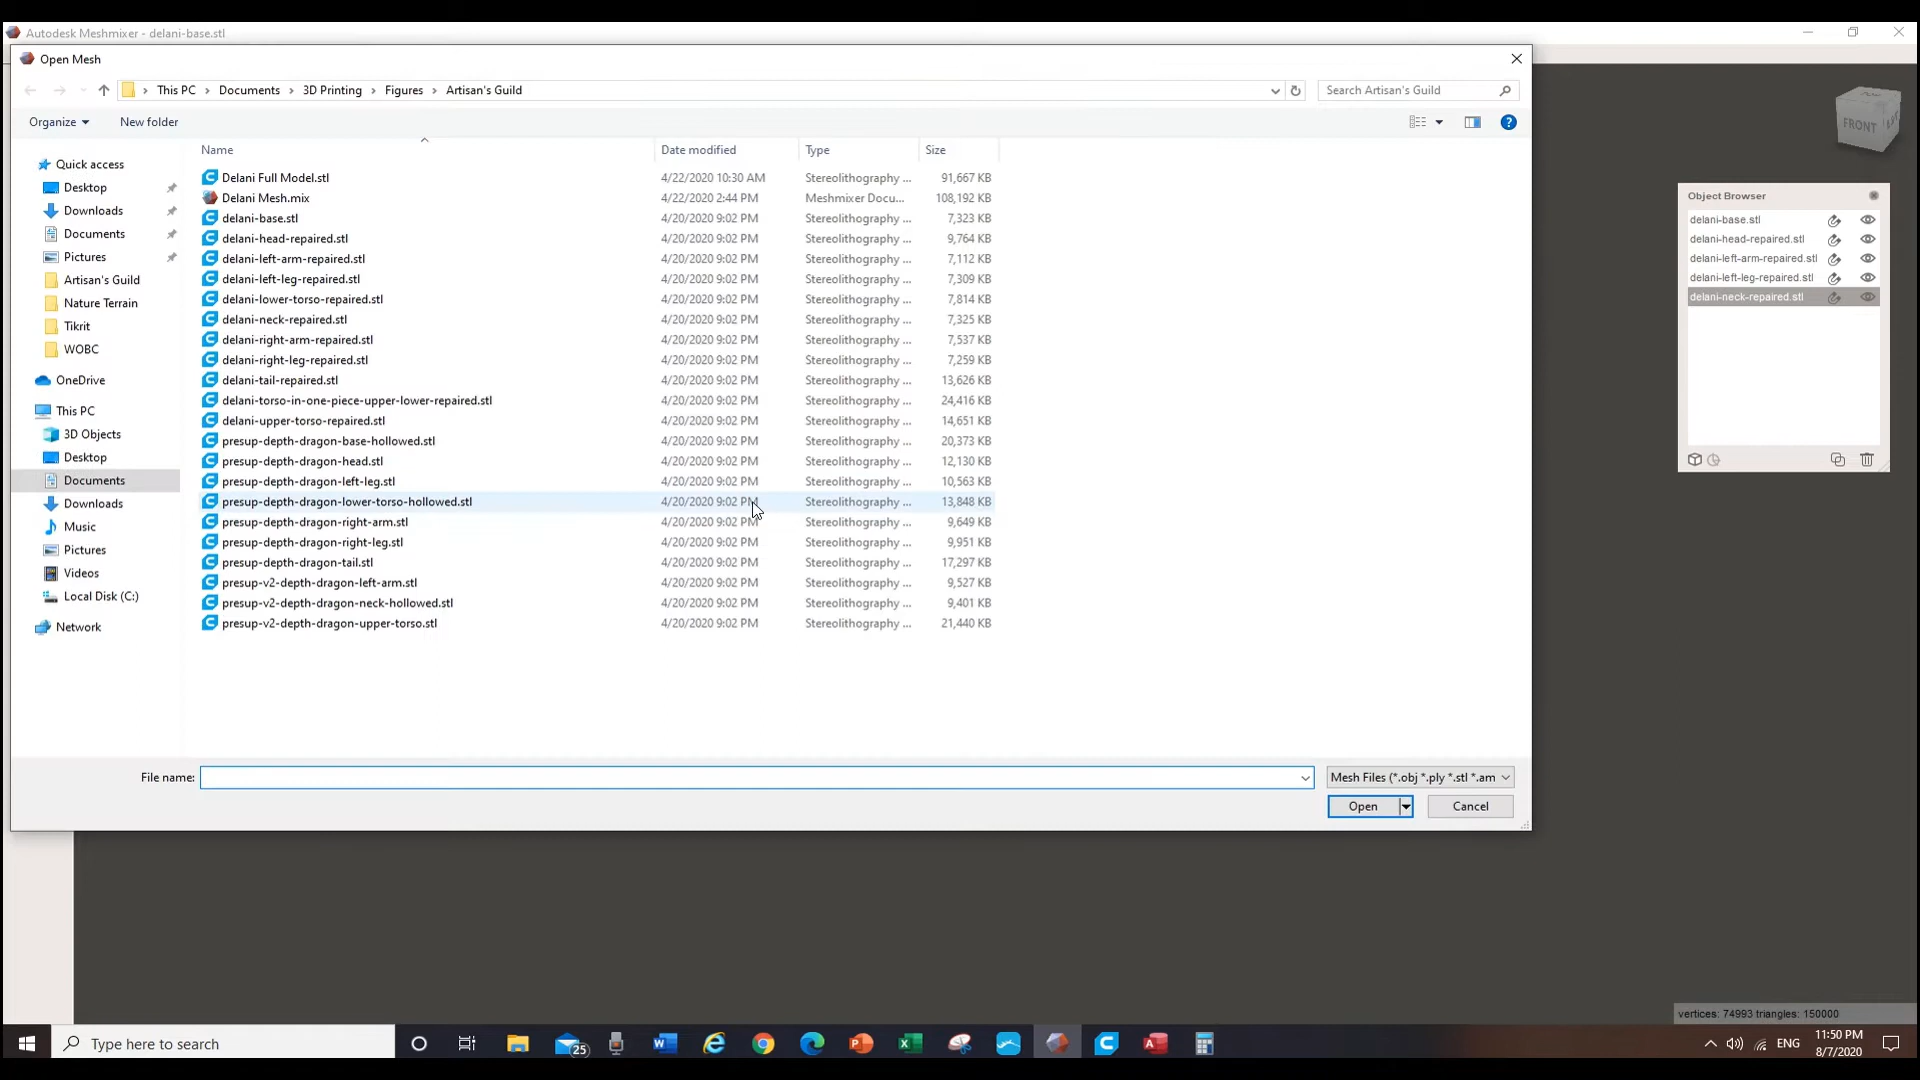 Autodesk Meshmixer - delani-base.stl
Open Mesh
This PC > Documents > 3D Printing > Figures > Artisan's Guild
Search Artisan's Guild
Organize
New folder
Name Date modified Type Size
Quick access
Desktop
Downloads
Documents
Pictures
Artisan's Guild
Nature Terrain
Tikrit
WOBC
OneDrive
This PC
3D Objects
Desktop
Documents
Downloads
Music
Pictures
Videos
Local Disk (C:)
Network
Delani Full Model.stl 4/22/2020 10:30 AM Stereolithography ... 91,667 KB
Delani Mesh.mix 4/22/2020 2:44 PM Meshmixer Docu... 108,192 KB
delani-base.stl 4/20/2020 9:02 PM Stereolithography ... 7,323 KB
delani-head-repaired.stl 4/20/2020 9:02 PM Stereolithography ... 9,764 KB
delani-left-arm-repaired.stl 4/20/2020 9:02 PM Stereolithography ... 7,112 KB
delani-left-leg-repaired.stl 4/20/2020 9:02 PM Stereolithography ... 7,309 KB
delani-lower-torso-repaired.stl 4/20/2020 9:02 PM Stereolithography ... 7,814 KB
delani-neck-repaired.stl 4/20/2020 9:02 PM Stereolithography ... 7,325 KB
delani-right-arm-repaired.stl 4/20/2020 9:02 PM Stereolithography ... 7,537 KB
delani-right-leg-repaired.stl 4/20/2020 9:02 PM Stereolithography ... 7,259 KB
delani-tail-repaired.stl 4/20/2020 9:02 PM Stereolithography ... 13,626 KB
delani-torso-in-one-piece-upper-lower-repaired.stl 4/20/2020 9:02 PM Stereolithography ... 24,416 KB
delani-upper-torso-repaired.stl 4/20/2020 9:02 PM Stereolithography ... 14,651 KB
presup-depth-dragon-base-hollowed.stl 4/20/2020 9:02 PM Stereolithography ... 20,373 KB
presup-depth-dragon-head.stl 4/20/2020 9:02 PM Stereolithography ... 12,130 KB
presup-depth-dragon-left-leg.stl 4/20/2020 9:02 PM Stereolithography ... 10,563 KB
presup-depth-dragon-lower-torso-hollowed.stl 4/20/2020 9:02 PM Stereolithography ... 13,848 KB
presup-depth-dragon-right-arm.stl 4/20/2020 9:02 PM Stereolithography ... 9,649 KB
presup-depth-dragon-right-leg.stl 4/20/2020 9:02 PM Stereolithography ... 9,951 KB
presup-depth-dragon-tail.stl 4/20/2020 9:02 PM Stereolithography ... 17,297 KB
presup-v2-depth-dragon-left-arm.stl 4/20/2020 9:02 PM Stereolithography ... 9,527 KB
presup-v2-depth-dragon-neck-hollowed.stl 4/20/2020 9:02 PM Stereolithography ... 9,401 KB
presup-v2-depth-dragon-upper-torso.stl 4/20/2020 9:02 PM Stereolithography ... 21,440 KB
File name:
Mesh Files (*.obj *.ply *.stl *.am
Open
Cancel
FRONT
Object Browser
delani-base.stl
delani-head-repaired.stl
delani-left-arm-repaired.stl
delani-left-leg-repaired.stl
delani-neck-repaired.stl
vertices: 74993 triangles: 150000
Type here to search
25
ENG
11:50 PM
8/7/2020